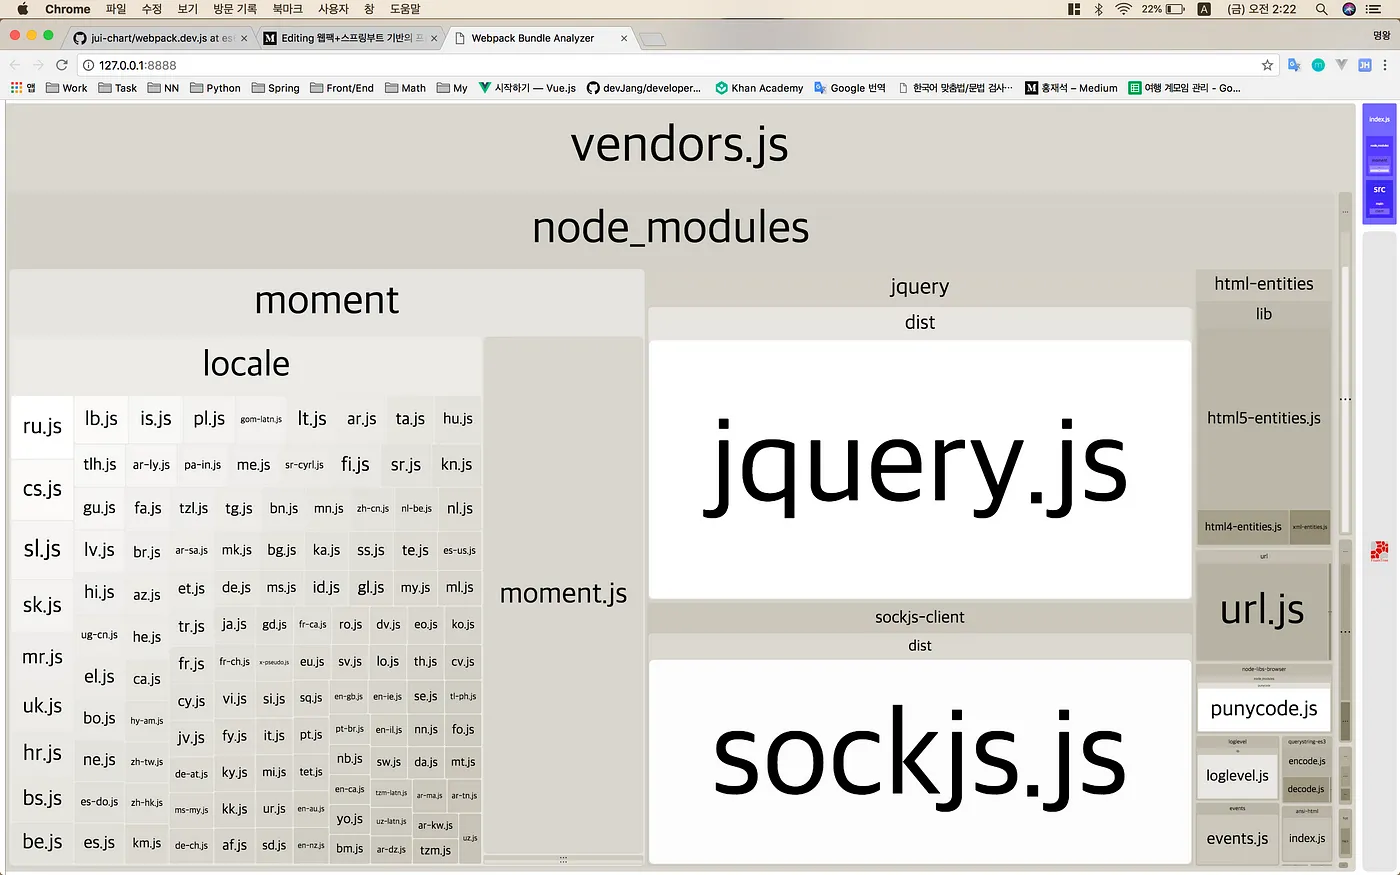 Chrome 파일 수정 보기 방문 기록 북마크 사용자 창 도움말 22% A (금) 오전 2:22
jui-chart/webpack.dev.js at es6 Editing 웹팩+스프링부트 기반의 프 Webpack Bundle Analyzer 명왕
127.0.0.1:8888
앱 Work Task NN Python Spring Front/End Math My 시작하기 — Vue.js devJang/developer... Khan Academy Google 번역 한국어 맞춤법/문법 검사... 홍재석 – Medium 여행 계모임 관리 - Go...
vendors.js
node_modules
moment
locale
ru.js
cs.js
sl.js
sk.js
mr.js
uk.js
hr.js
bs.js
be.js
lb.js is.js pl.js gom-latn.js lt.js ar.js ta.js hu.js
tlh.js ar-ly.js pa-in.js me.js sr-cyrl.js fi.js sr.js kn.js
gu.js fa.js tzl.js tg.js bn.js mn.js zh-cn.js nl-be.js nl.js
lv.js br.js ar-sa.js mk.js bg.js ka.js ss.js te.js es-us.js
hi.js az.js et.js de.js ms.js id.js gl.js my.js ml.js
ug-cn.js he.js tr.js ja.js gd.js fr-ca.js ro.js dv.js eo.js ko.js
el.js ca.js fr.js fr-ch.js x-pseudo.js eu.js sv.js lo.js th.js cv.js
bo.js hy-am.js cy.js vi.js si.js sq.js en-gb.js en-ie.js se.js tl-ph.js
ne.js zh-tw.js jv.js fy.js it.js pt.js pt-br.js en-il.js nn.js fo.js
es-do.js zh-hk.js de-at.js ky.js mi.js tet.js nb.js sw.js da.js mt.js
es.js km.js ms-my.js kk.js ur.js en-au.js en-ca.js tzm-latn.js ar-ma.js ar-tn.js
de-ch.js af.js sd.js en-nz.js yo.js uz-latn.js ar-kw.js uz.js
bm.js ar-dz.js tzm.js
moment.js
jquery
dist
jquery.js
sockjs-client
dist
sockjs.js
html-entities
lib
html5-entities.js
html4-entities.js xml-entities.js
url
url.js
node-libs-browser
node_modules
punycode.js
loglevel
loglevel.js
querystring-es3
encode.js
decode.js
events
events.js
ansi-html
index.js
index.js
node_modules
src
main